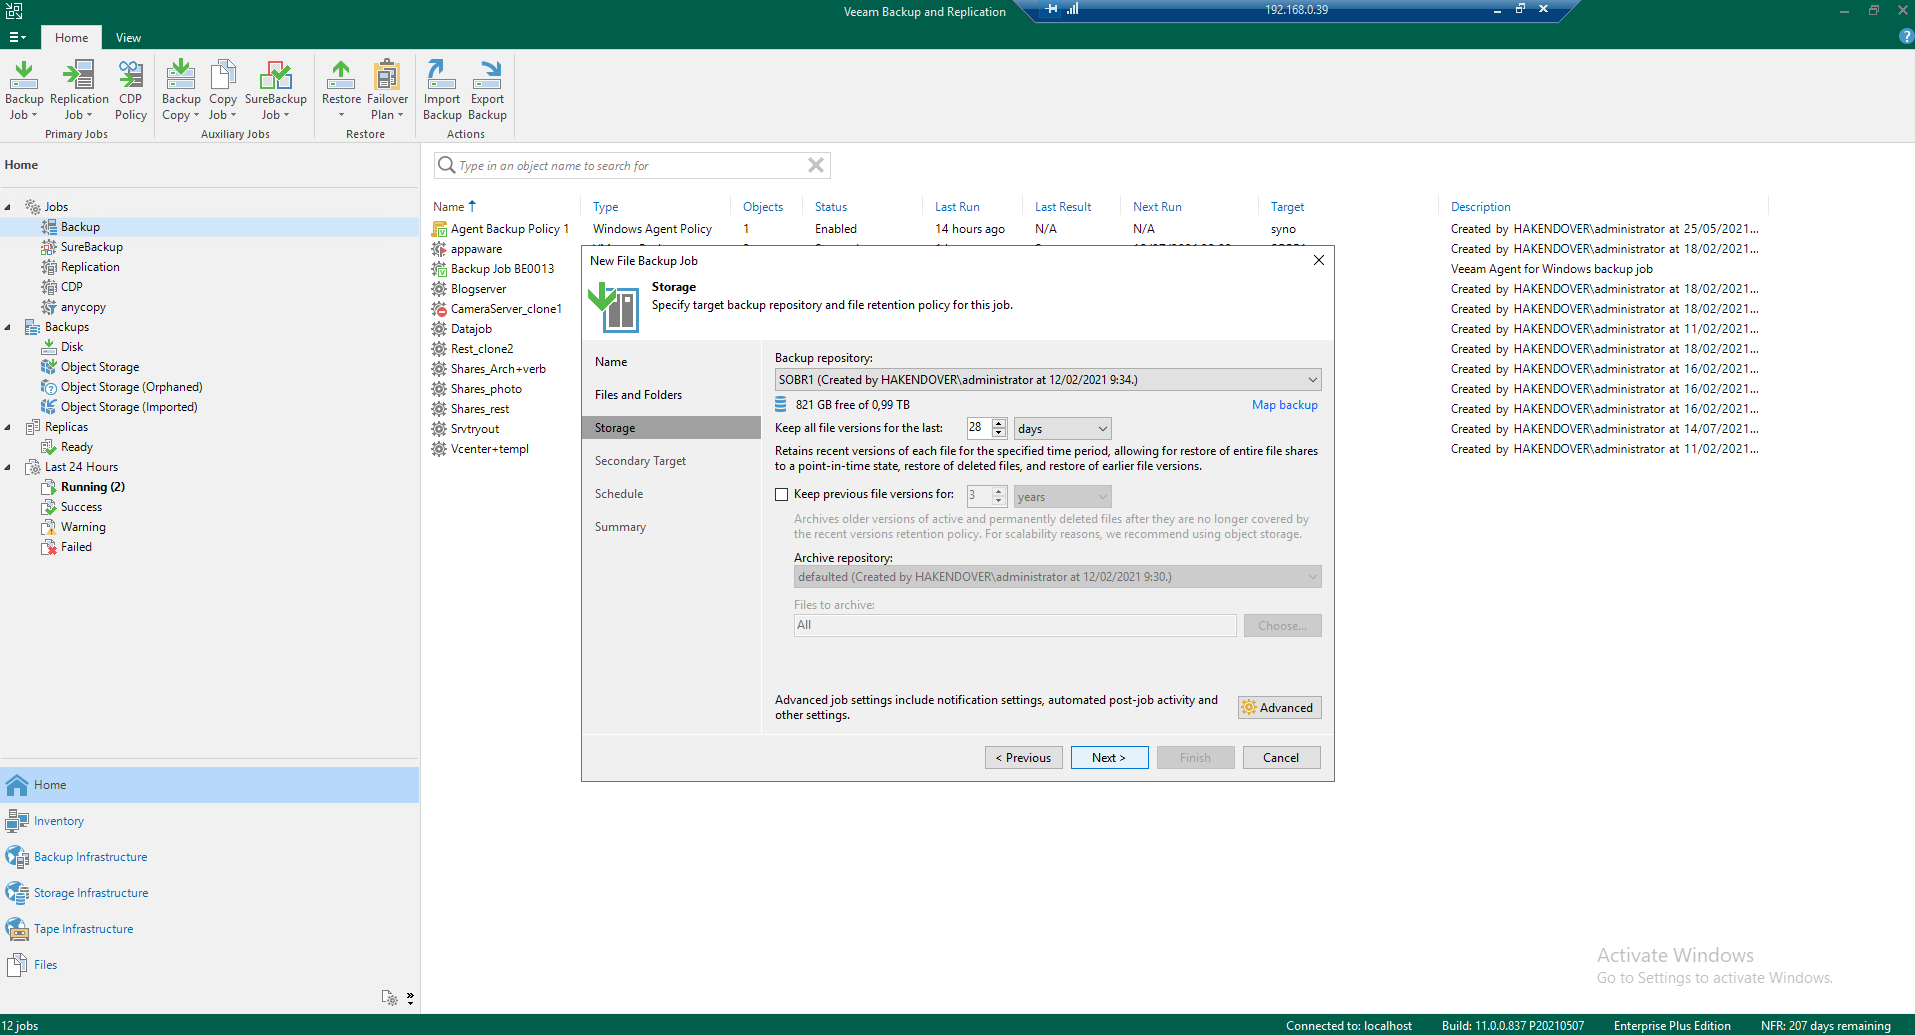 Veeam Backup and Replication
192.168.0.39
Home
View
Backup Job
Replication Job
CDP Policy
Backup Copy
Copy Job
SureBackup Job
Restore
Failover Plan
Import Backup
Export Backup
Primary Jobs
Auxiliary Jobs
Restore
Actions
Home
Jobs
Backup
SureBackup
Replication
CDP
anycopy
Backups
Disk
Object Storage
Object Storage (Orphaned)
Object Storage (Imported)
Replicas
Ready
Last 24 Hours
Running (2)
Success
Warning
Failed
Home
Inventory
Backup Infrastructure
Storage Infrastructure
Tape Infrastructure
Files
Type in an object name to search for
Name Type Objects Status Last Run Last Result Next Run Target Description
Agent Backup Policy 1 Windows Agent Policy 1 Enabled 14 hours ago N/A N/A syno Created by HAKENDOVER\administrator at 25/05/2021...
appaware Created by HAKENDOVER\administrator at 18/02/2021...
Backup Job BE0013 Veeam Agent for Windows backup job
Blogserver Created by HAKENDOVER\administrator at 18/02/2021...
CameraServer_clone1 Created by HAKENDOVER\administrator at 18/02/2021...
Datajob Created by HAKENDOVER\administrator at 11/02/2021...
Rest_clone2 Created by HAKENDOVER\administrator at 18/02/2021...
Shares_Arch+verb Created by HAKENDOVER\administrator at 16/02/2021...
Shares_photo Created by HAKENDOVER\administrator at 16/02/2021...
Shares_rest Created by HAKENDOVER\administrator at 16/02/2021...
Srvtryout Created by HAKENDOVER\administrator at 14/07/2021...
Vcenter+templ Created by HAKENDOVER\administrator at 11/02/2021...
New File Backup Job
Storage
Specify target backup repository and file retention policy for this job.
Name
Files and Folders
Storage
Secondary Target
Schedule
Summary
Backup repository:
SOBR1 (Created by HAKENDOVER\administrator at 12/02/2021 9:34.)
821 GB free of 0,99 TB
Map backup
Keep all file versions for the last: 28 days
Retains recent versions of each file for the specified time period, allowing for restore of entire file shares
to a point-in-time state, restore of deleted files, and restore of earlier file versions.
Keep previous file versions for: 3 years
Archives older versions of active and permanently deleted files after they are no longer covered by
the recent versions retention policy. For scalability reasons, we recommend using object storage.
Archive repository:
defaulted (Created by HAKENDOVER\administrator at 12/02/2021 9:30.)
Files to archive:
All
Choose...
Advanced job settings include notification settings, automated post-job activity and
other settings.
Advanced
< Previous
Next >
Finish
Cancel
Activate Windows
Go to Settings to activate Windows.
12 jobs
Connected to: localhost
Build: 11.0.0.837 P20210507
Enterprise Plus Edition
NFR: 207 days remaining